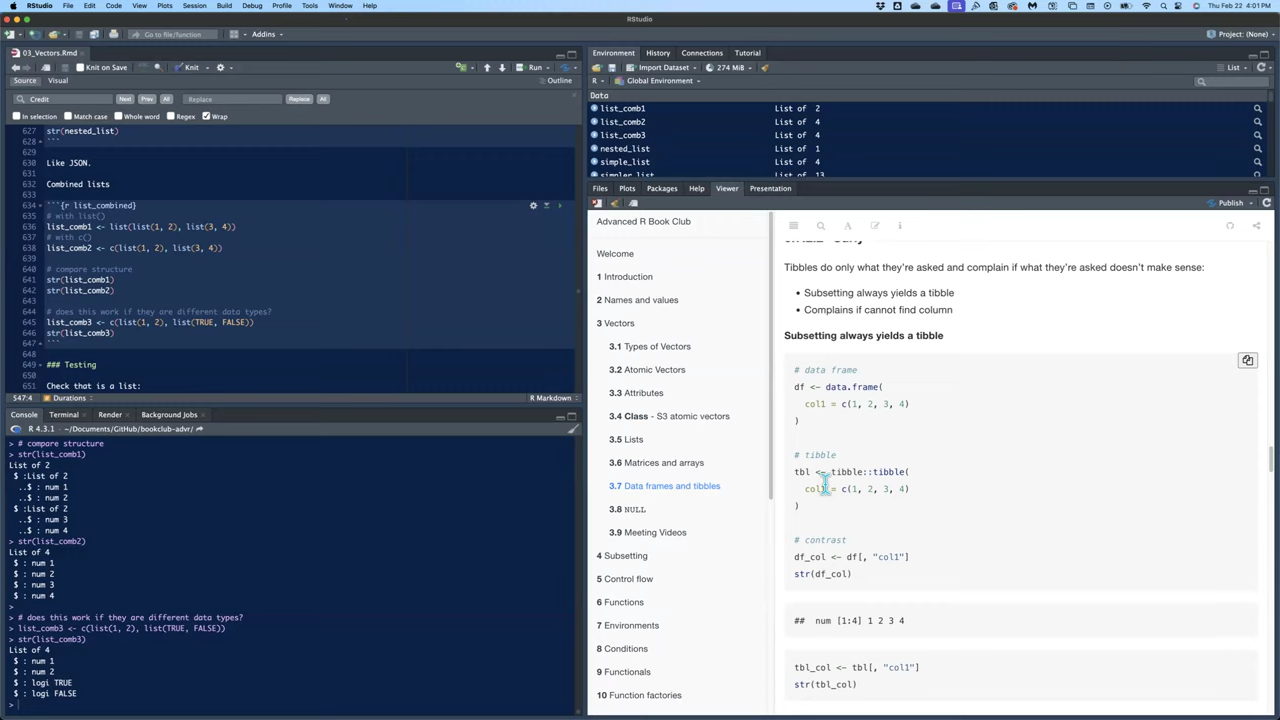 RStudio File Edit Code View Plots Session Build Debug Profile Tools Window Help Thu Feb 22 4:01 PM
RStudio
Go to file/function Addins Project: (None)
03_Vectors.Rmd
Knit on Save Knit Run
Source Visual Outline
Credit Next Prev All Replace Replace All
In selection Match case Whole word Regex Wrap
627 str(nested_list)
628 ```
629
630 Like JSON.
631
632 Combined lists
633
634 ```{r list_combined}
635 # with list()
636 list_comb1 <- list(list(1, 2), list(3, 4))
637 # with c()
638 list_comb2 <- c(list(1, 2), list(3, 4))
639
640 # compare structure
641 str(list_comb1)
642 str(list_comb2)
643
644 # does this work if they are different data types?
645 list_comb3 <- c(list(1, 2), list(TRUE, FALSE))
646 str(list_comb3)
647 ```
648
649 ### Testing
650
651 Check that is a list:
547:4 Durations R Markdown
Console Terminal Render Background Jobs
R 4.3.1 · ~/Documents/GitHub/bookclub-advr/
> # compare structure
> str(list_comb1)
List of 2
$ :List of 2
..$ : num 1
..$ : num 2
$ :List of 2
..$ : num 3
..$ : num 4
> str(list_comb2)
List of 4
$ : num 1
$ : num 2
$ : num 3
$ : num 4
>
> # does this work if they are different data types?
> list_comb3 <- c(list(1, 2), list(TRUE, FALSE))
> str(list_comb3)
List of 4
$ : num 1
$ : num 2
$ : logi TRUE
$ : logi FALSE
>
Environment History Connections Tutorial
Import Dataset 274 MiB List
R Global Environment
Data
list_comb1 List of 2
list_comb2 List of 4
list_comb3 List of 4
nested_list List of 1
simple_list List of 4
simpler_list List of 13
Files Plots Packages Help Viewer Presentation
Publish
Advanced R Book Club
Welcome
1 Introduction
2 Names and values
3 Vectors
3.1 Types of Vectors
3.2 Atomic Vectors
3.3 Attributes
3.4 Class - S3 atomic vectors
3.5 Lists
3.6 Matrices and arrays
3.7 Data frames and tibbles
3.8 NULL
3.9 Meeting Videos
4 Subsetting
5 Control flow
6 Functions
7 Environments
8 Conditions
9 Functionals
10 Function factories
Tibbles do only what they're asked and complain if what they're asked doesn't make sense:
• Subsetting always yields a tibble
• Complains if cannot find column
Subsetting always yields a tibble
# data frame
df <- data.frame(
col1 = c(1, 2, 3, 4)
)
# tibble
tbl <- tibble::tibble(
col1 = c(1, 2, 3, 4)
)
# contrast
df_col <- df[, "col1"]
str(df_col)
## num [1:4] 1 2 3 4
tbl_col <- tbl[, "col1"]
str(tbl_col)